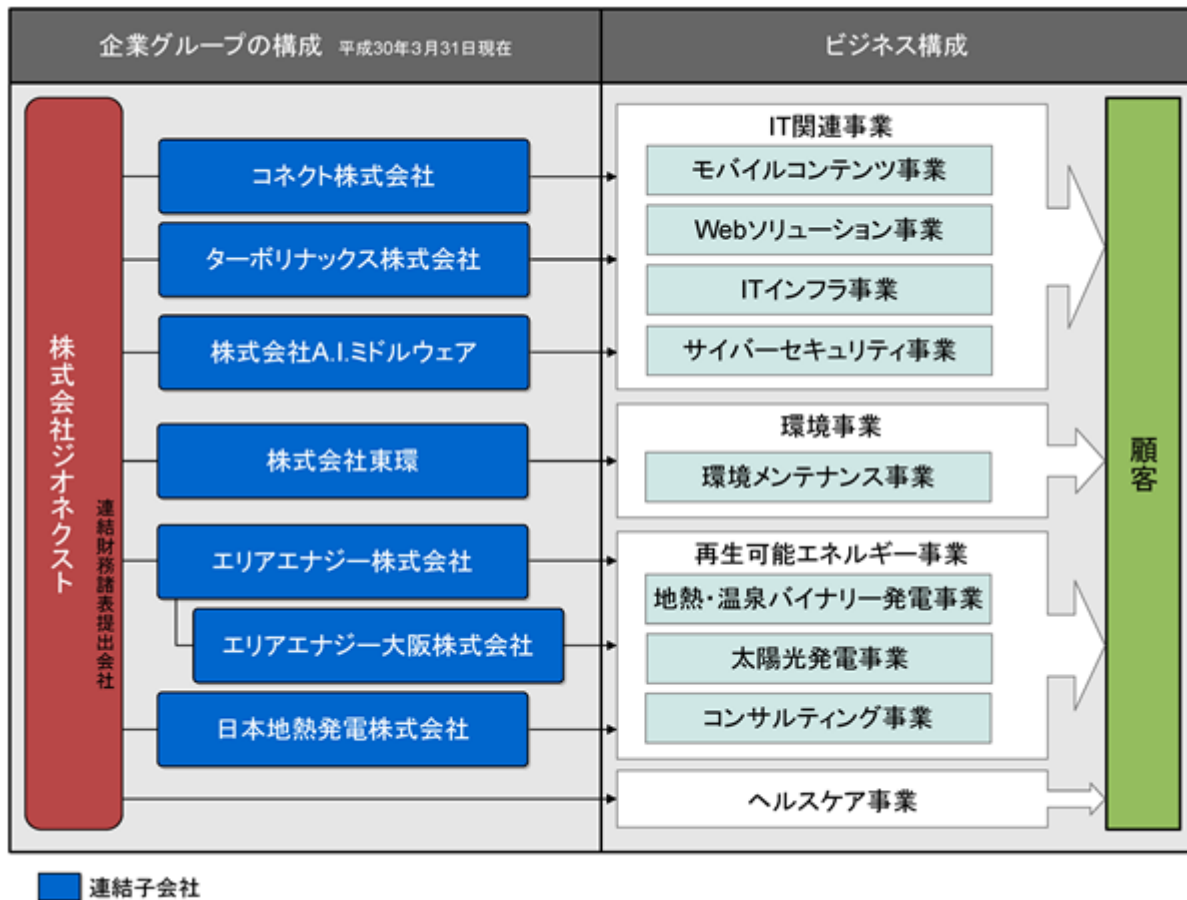 企業グループの構成 平成30年3月31日現在
ビジネス構成
株式会社ジオネクスト
連結財務諸表提出会社
コネクト株式会社
ターボリナックス株式会社
株式会社A.I.ミドルウェア
株式会社東環
エリアエナジー株式会社
エリアエナジー大阪株式会社
日本地熱発電株式会社
IT関連事業
モバイルコンテンツ事業
Webソリューション事業
ITインフラ事業
サイバーセキュリティ事業
環境事業
環境メンテナンス事業
再生可能エネルギー事業
地熱・温泉バイナリー発電事業
太陽光発電事業
コンサルティング事業
ヘルスケア事業
顧客
連結子会社